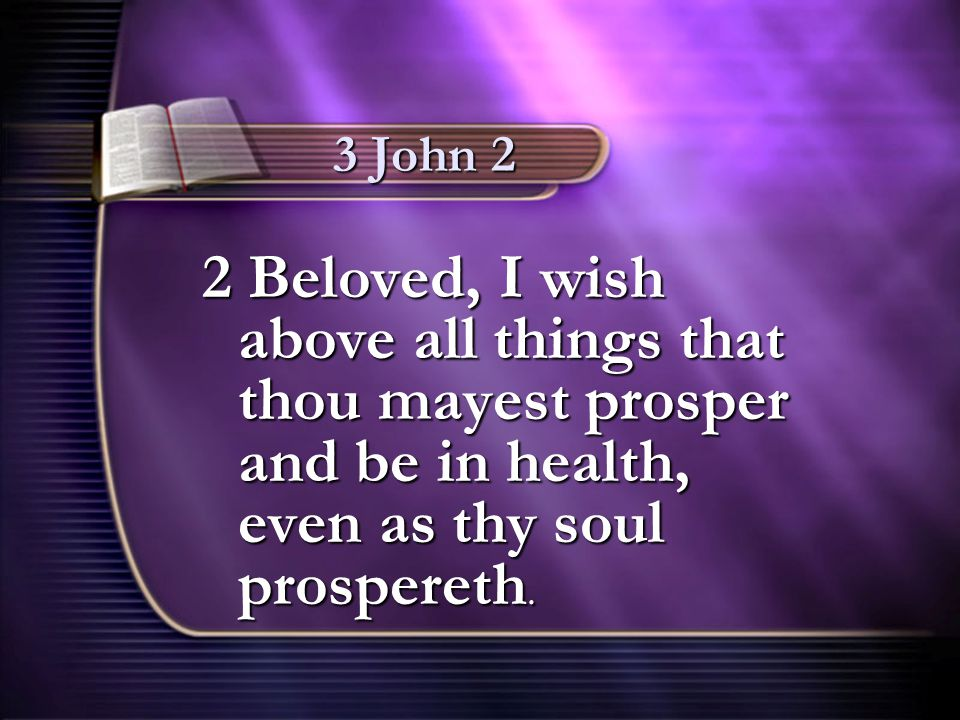 3 John 2
2 Beloved, I wish
above all things that
thou mayest prosper
and be in health,
even as thy soul
prospereth.